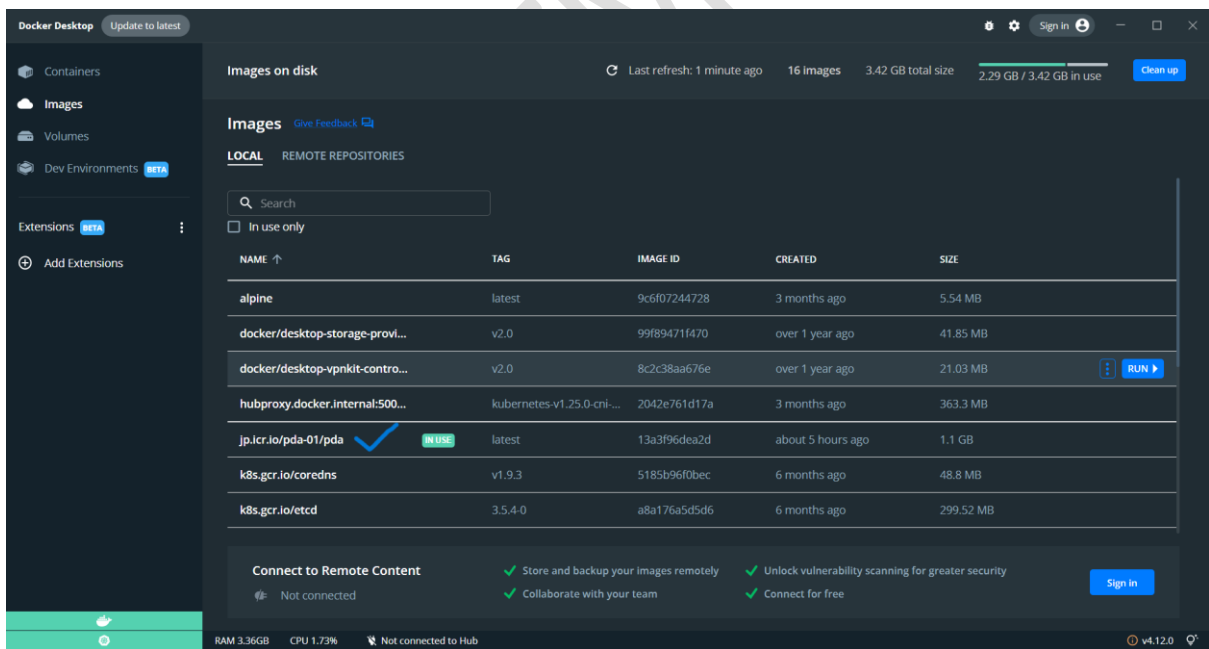 Docker Desktop Update to latest Sign in
Containers
Images
Volumes
Dev Environments BETA
Extensions BETA
Add Extensions
Images on disk Last refresh: 1 minute ago 16 images 3.42 GB total size 2.29 GB / 3.42 GB in use Clean up
Images Give Feedback
LOCAL REMOTE REPOSITORIES
Search
In use only
NAME TAG IMAGE ID CREATED SIZE
alpine latest 9c6f07244728 3 months ago 5.54 MB
docker/desktop-storage-provi... v2.0 99f89471f470 over 1 year ago 41.85 MB
docker/desktop-vpnkit-contro... v2.0 8c2c38aa676e over 1 year ago 21.03 MB RUN
hubproxy.docker.internal:500... kubernetes-v1.25.0-cni-... 2042e761d17a 3 months ago 363.3 MB
jp.icr.io/pda-01/pda IN USE latest 13a3f96dea2d about 5 hours ago 1.1 GB
k8s.gcr.io/coredns v1.9.3 5185b96f0bec 6 months ago 48.8 MB
k8s.gcr.io/etcd 3.5.4-0 a8a176a5d5d6 6 months ago 299.52 MB
Connect to Remote Content
Not connected
Store and backup your images remotely
Collaborate with your team
Unlock vulnerability scanning for greater security
Connect for free
Sign in
RAM 3.36GB CPU 1.73% Not connected to Hub v4.12.0